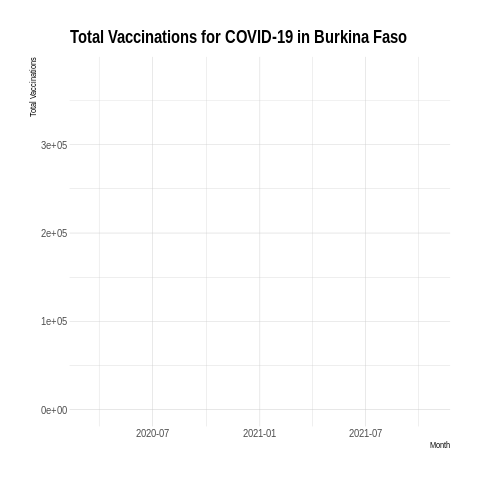 Total Vaccinations for COVID-19 in Burkina Faso
Total Vaccinations
3e+05
2e+05
1e+05
0e+00
2020-07 2021-01 2021-07
Month